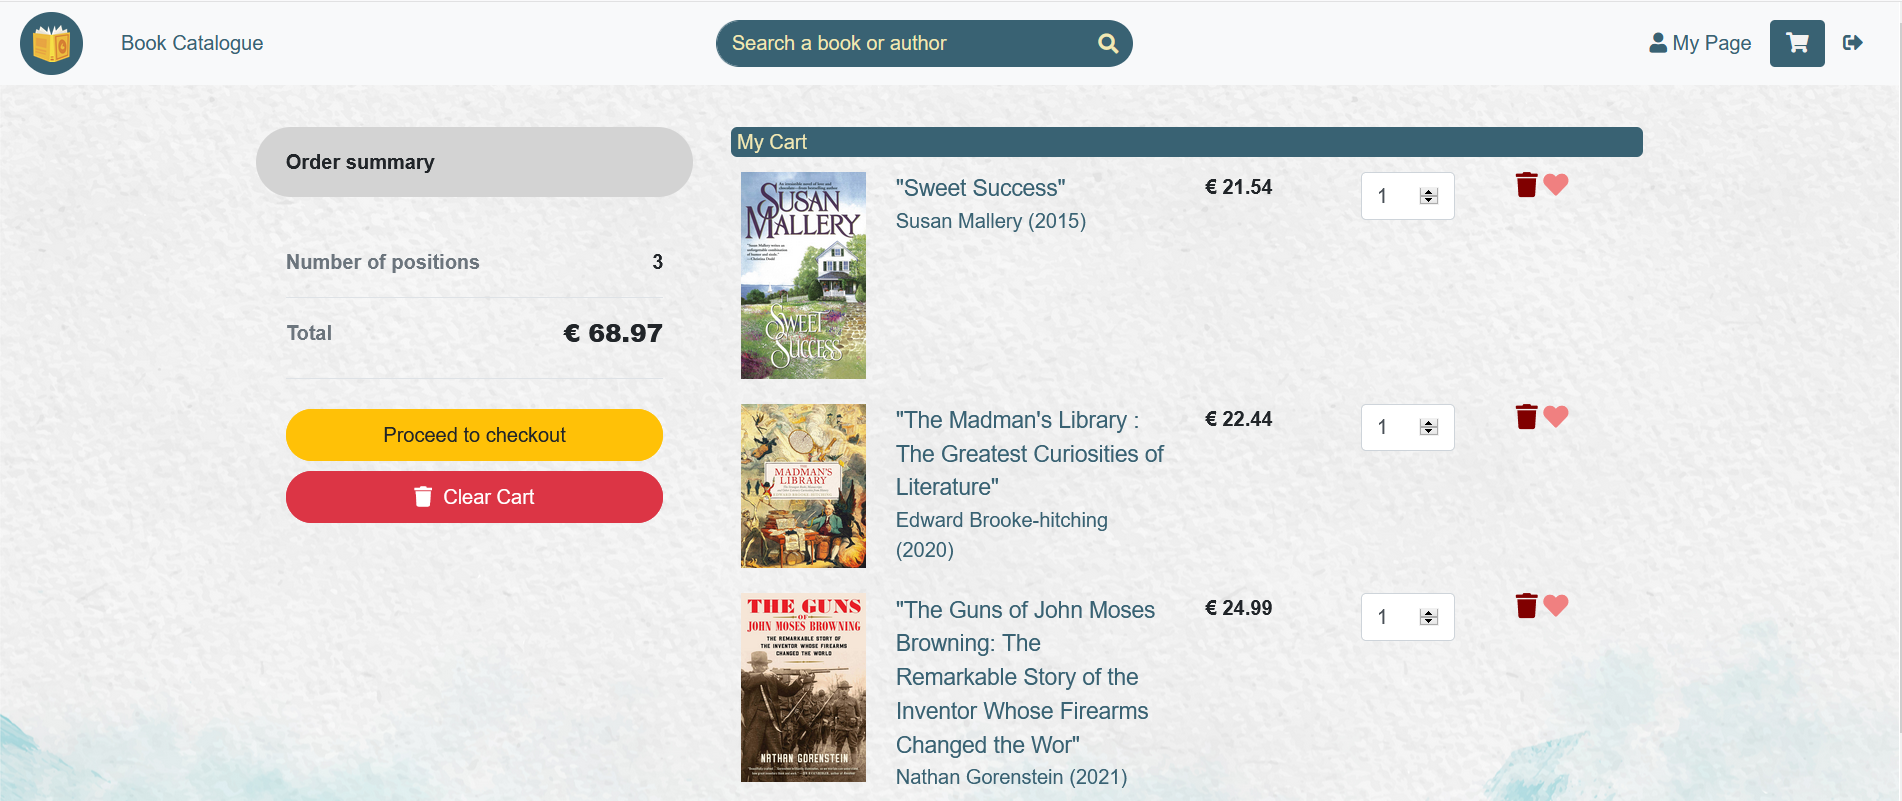 Book Catalogue
Search a book or author
My Page
Order summary
Number of positions 3
Total € 68.97
Proceed to checkout
Clear Cart
My Cart
SUSAN
MALLERY
SWEET
SUCCESS
"Sweet Success"
Susan Mallery (2015)
€ 21.54
1
THE
MADMAN'S
LIBRARY
"The Madman's Library :
The Greatest Curiosities of
Literature"
Edward Brooke-hitching
(2020)
€ 22.44
1
THE GUNS
OF
JOHN MOSES BROWNING
THE REMARKABLE STORY OF
THE INVENTOR WHOSE FIREARMS
CHANGED THE WORLD
NATHAN GORENSTEIN
"The Guns of John Moses
Browning: The
Remarkable Story of the
Inventor Whose Firearms
Changed the Wor"
Nathan Gorenstein (2021)
€ 24.99
1